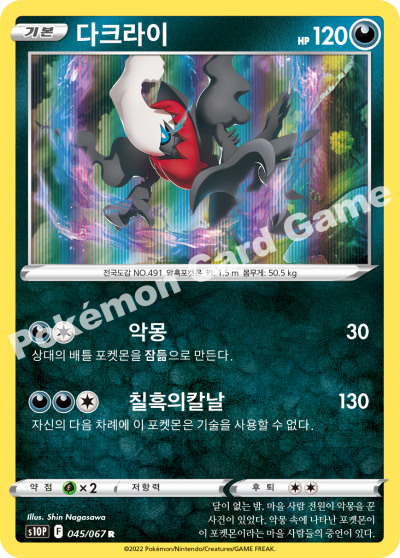 기본 다크라이 HP 120
전국도감 NO.491 암흑포켓몬 키: 1.5 m 몸무게: 50.5 kg
악몽 30
상대의 배틀 포켓몬을 잠듦으로 만든다.
칠흑의칼날 130
자신의 다음 차례에 이 포켓몬은 기술을 사용할 수 없다.
Pokémon Card Game
약점 ×2 저항력 후퇴
Illus. Shin Nagasawa
s10P F 045/067 R
달이 없는 밤, 마을 사람 전원이 악몽을 꾼
사건이 있었다. 악몽 속에 나타난 포켓몬이
이 포켓몬이라는 마을 사람들의 증언이 있다.
©2022 Pokémon/Nintendo/Creatures/GAME FREAK.